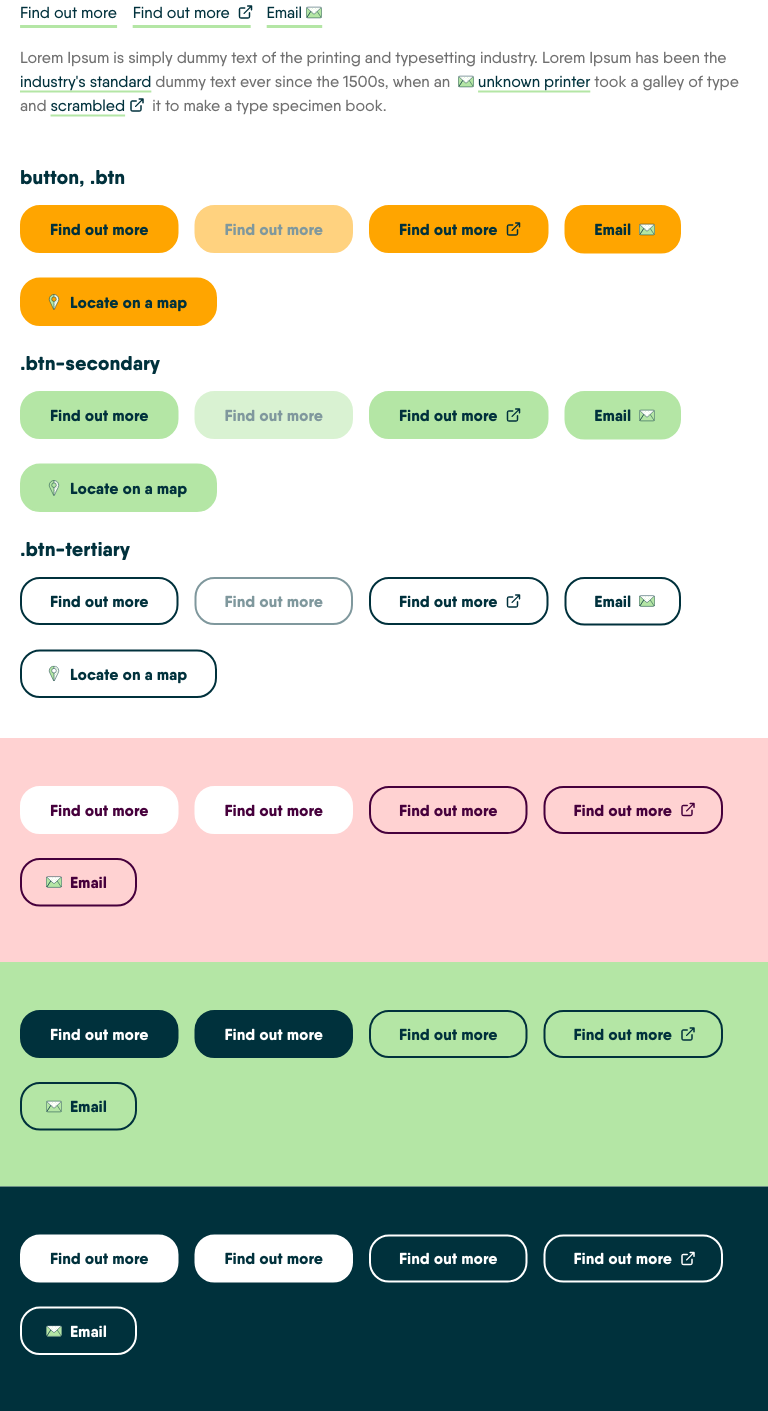 Find out more Find out more Email
Lorem Ipsum is simply dummy text of the printing and typesetting industry. Lorem Ipsum has been the
industry's standard dummy text ever since the 1500s, when an unknown printer took a galley of type
and scrambled it to make a type specimen book.
button, .btn
Find out more Find out more Find out more Email
Locate on a map
.btn-secondary
Find out more Find out more Find out more Email
Locate on a map
.btn-tertiary
Find out more Find out more Find out more Email
Locate on a map
Find out more Find out more Find out more Find out more
Email
Find out more Find out more Find out more Find out more
Email
Find out more Find out more Find out more Find out more
Email